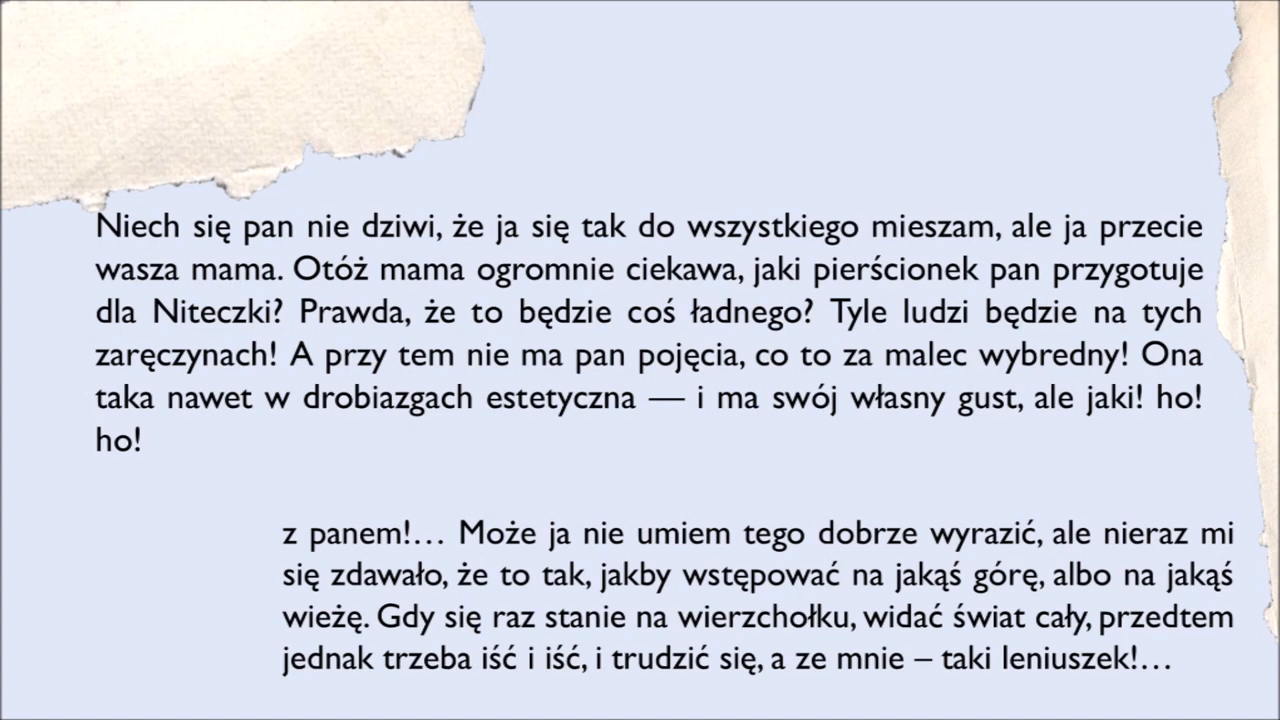 Niech się pan nie dziwi, że ja się tak do wszystkiego mieszam, ale ja przecie
wasza mama. Otóż mama ogromnie ciekawa, jaki pierścionek pan przygotuje
dla Niteczki? Prawda, że to będzie coś ładnego? Tyle ludzi będzie na tych
zaręczynach! A przy tem nie ma pan pojęcia, co to za malec wybredny! Ona
taka nawet w drobiazgach estetyczna — i ma swój własny gust, ale jaki! ho!
ho!
z panem!… Może ja nie umiem tego dobrze wyrazić, ale nieraz mi
się zdawało, że to tak, jakby wstępować na jakąś górę, albo na jakąś
wieżę. Gdy się raz stanie na wierzchołku, widać świat cały, przedtem
jednak trzeba iść i iść, i trudzić się, a ze mnie – taki leniuszek!…